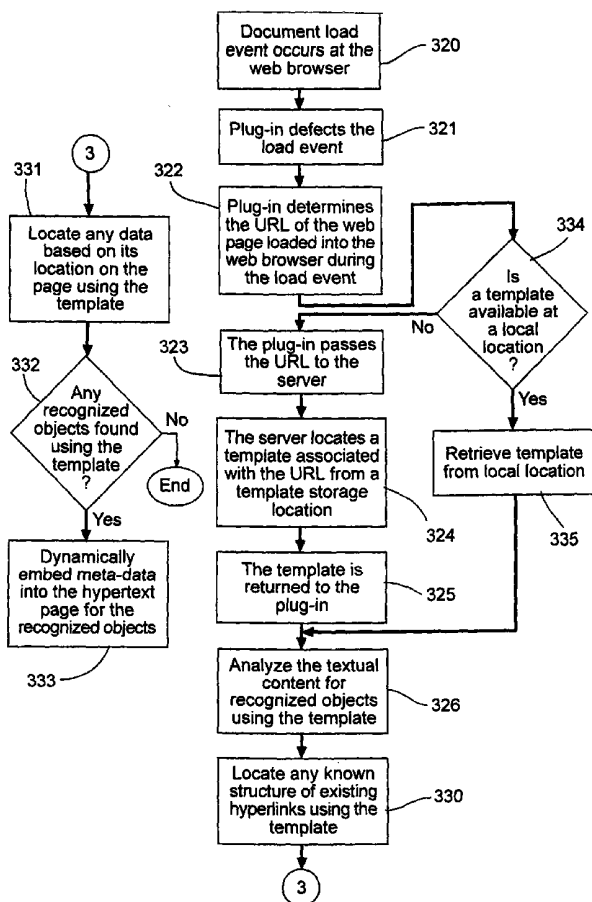 Document load
event occurs at the
web browser
320
Plug-in defects the
load event
321
322
Plug-in determines
the URL of the web
page loaded into the
web browser during
the load event
334
Is
a template
available at
a local
location
?
No
Yes
323
The plug-in passes
the URL to the
server
The server locates a
template associated
with the URL from a
template storage
location
324
Retrieve template
from local location
335
The template is
returned to the
plug-in
325
Analyze the textual
content for
recognized objects
using the template
326
Locate any known
structure of existing
hyperlinks using the
template
330
3
3
331
Locate any data
based on its
location on the
page using the
template
332
Any
recognized
objects found
using the
template
?
No
End
Yes
Dynamically
embed meta-data
into the hypertext
page for the
recognized objects
333